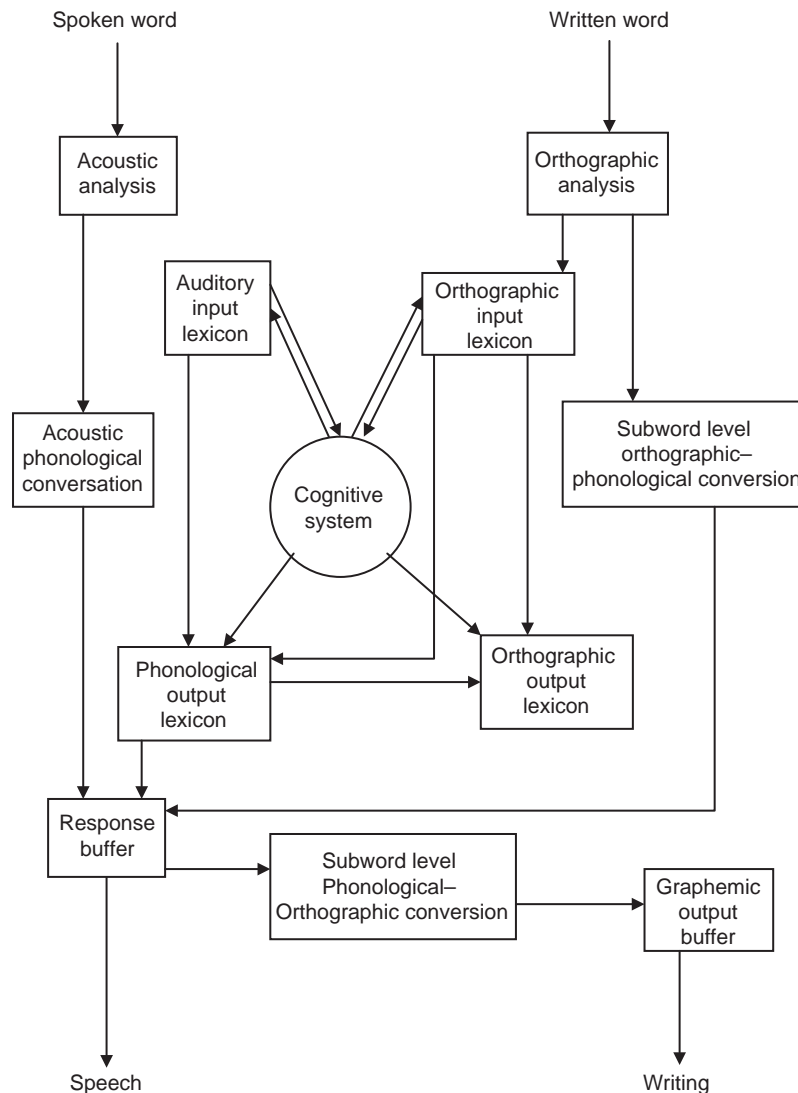 Spoken word
Written word
Acoustic
analysis
Orthographic
analysis
Auditory
input
lexicon
Orthographic
input
lexicon
Acoustic
phonological
conversation
Cognitive
system
Subword level
orthographic–
phonological conversion
Phonological
output
lexicon
Orthographic
output
lexicon
Response
buffer
Subword level
Phonological–
Orthographic conversion
Graphemic
output
buffer
Speech
Writing